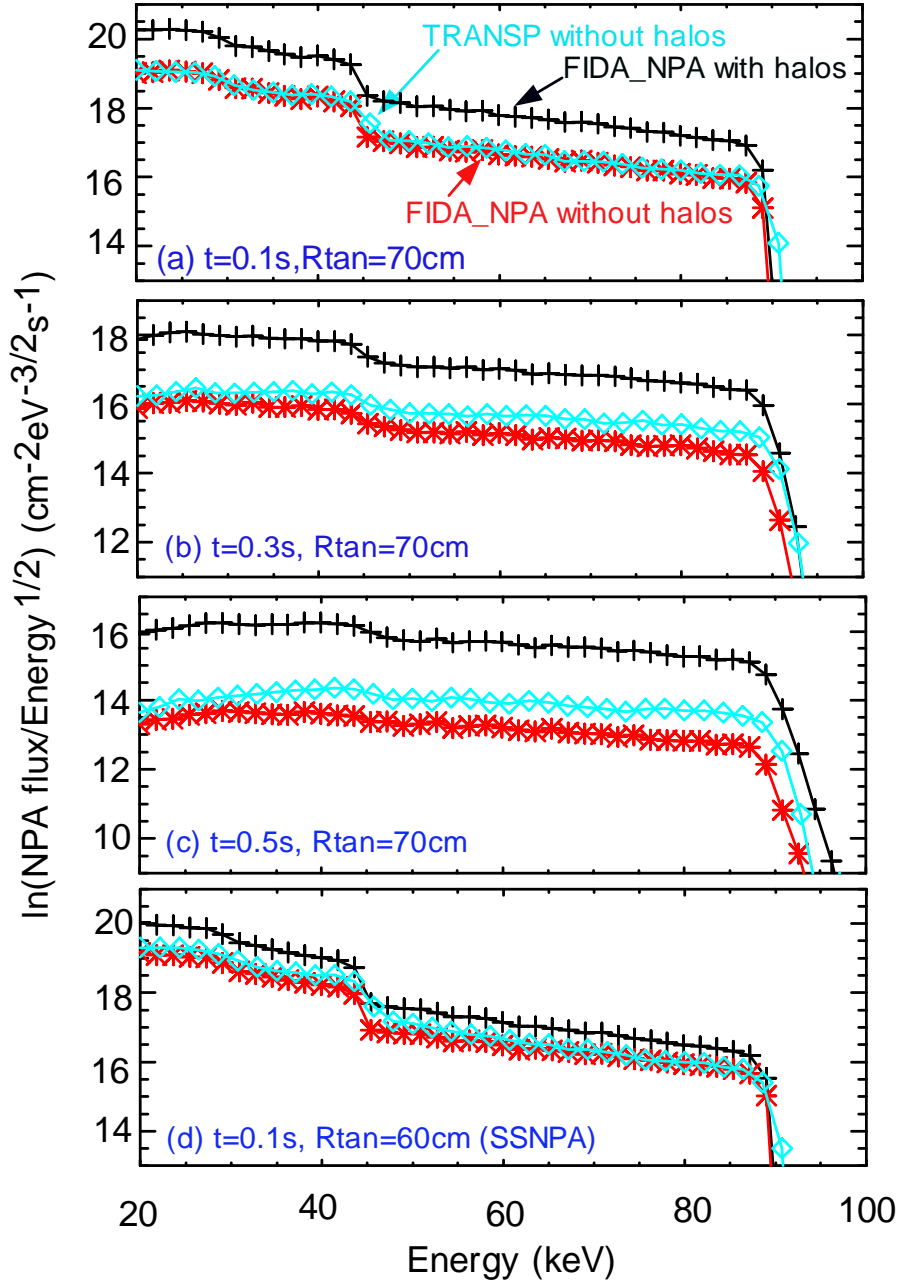 ln(NPA flux/Energy 1/2) (cm-2eV-3/2s-1)
20
18
16
14
TRANSP without halos
FIDA_NPA with halos
FIDA_NPA without halos
(a) t=0.1s,Rtan=70cm
18
16
14
12
(b) t=0.3s, Rtan=70cm
16
14
12
10
(c) t=0.5s, Rtan=70cm
20
18
16
14
(d) t=0.1s, Rtan=60cm (SSNPA)
20 40 60 80 100
Energy (keV)